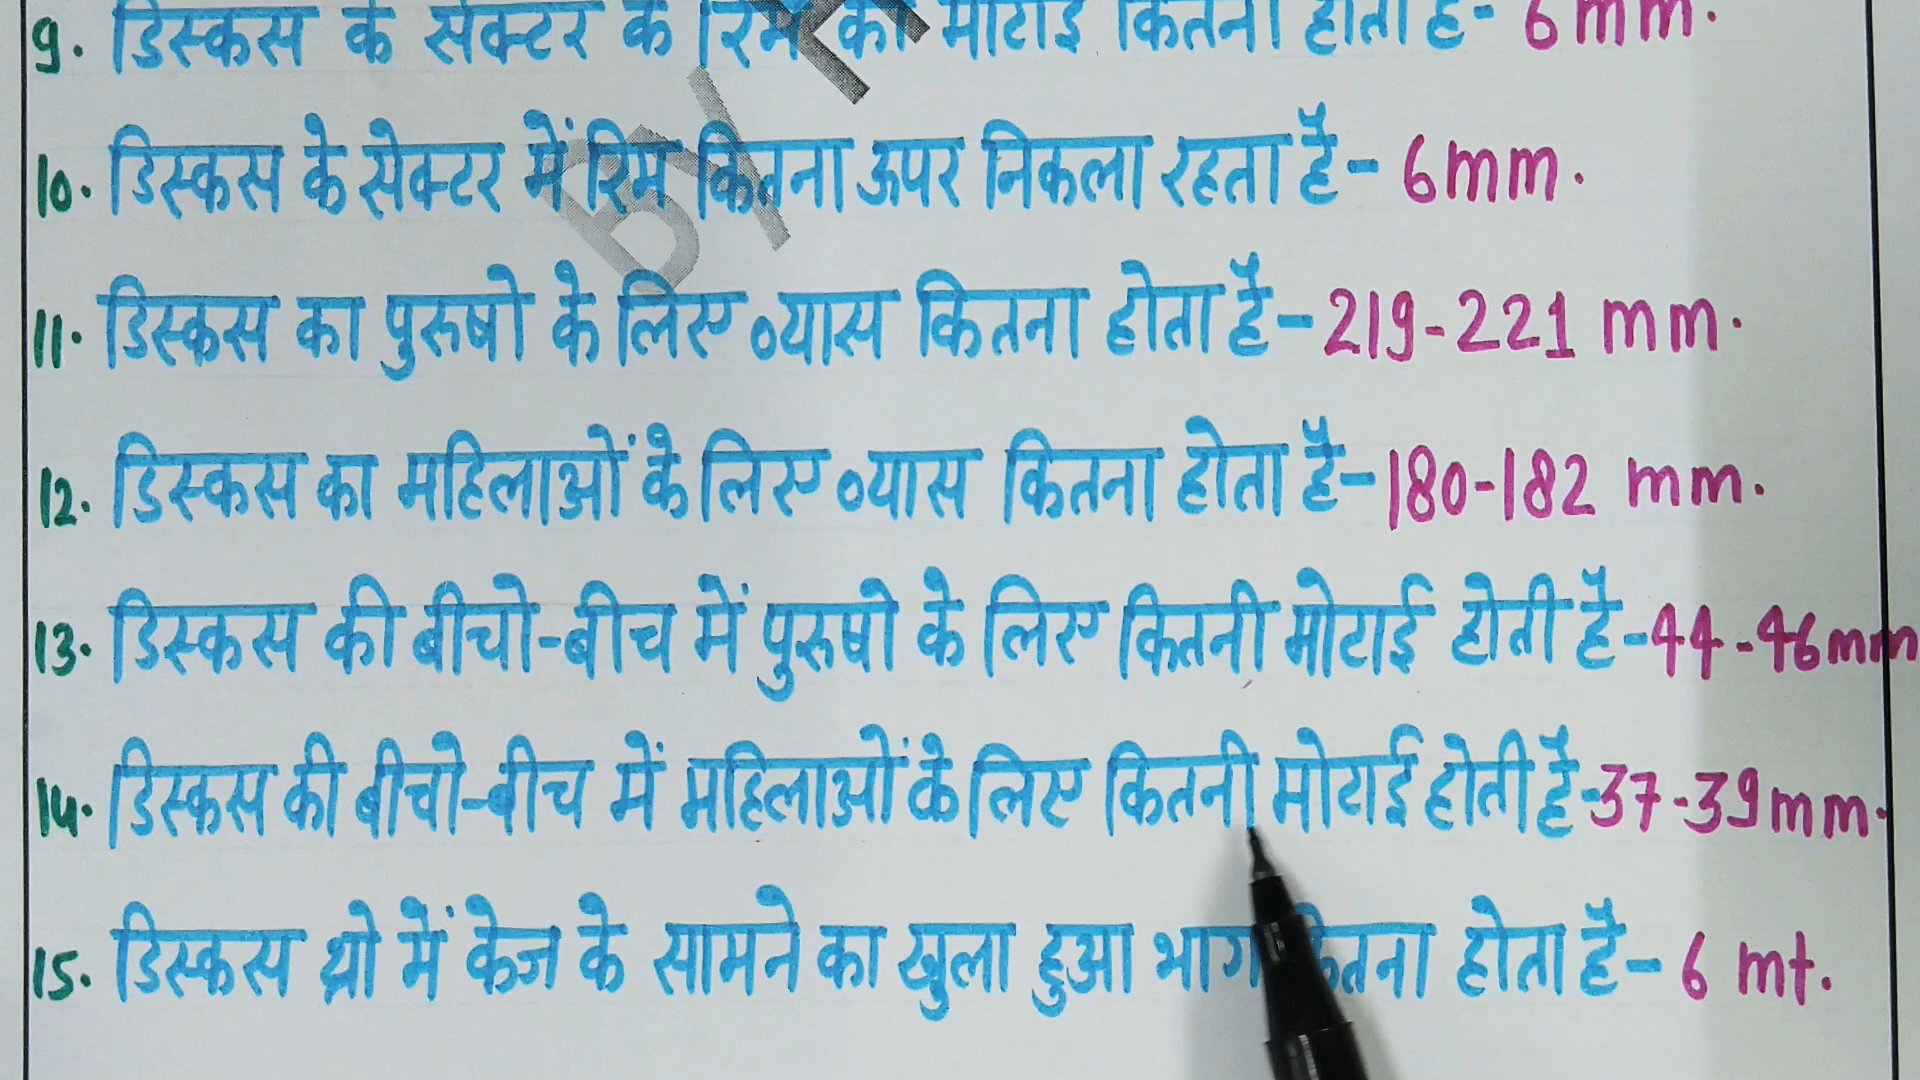 9. डिस्कस के सेक्टर के रिम का मोटाई कितना होता है- 6mm.
10. डिस्कस के सेक्टर में रिम कितना ऊपर निकला रहता है- 6mm.
11. डिस्कस का पुरुषो के लिए व्यास कितना होता है- 219-221 mm.
12. डिस्कस का महिलाओं के लिए व्यास कितना होता है- 180-182 mm.
13. डिस्कस की बीचो-बीच में पुरुषो के लिए कितनी मोटाई होती है- 44-46mm
14. डिस्कस की बीचो-बीच में महिलाओं के लिए कितनी मोटाई होती है- 37-39mm.
15. डिस्कस थ्रो में केज के सामने का खुला हुआ भाग कितना होता है- 6 mt.